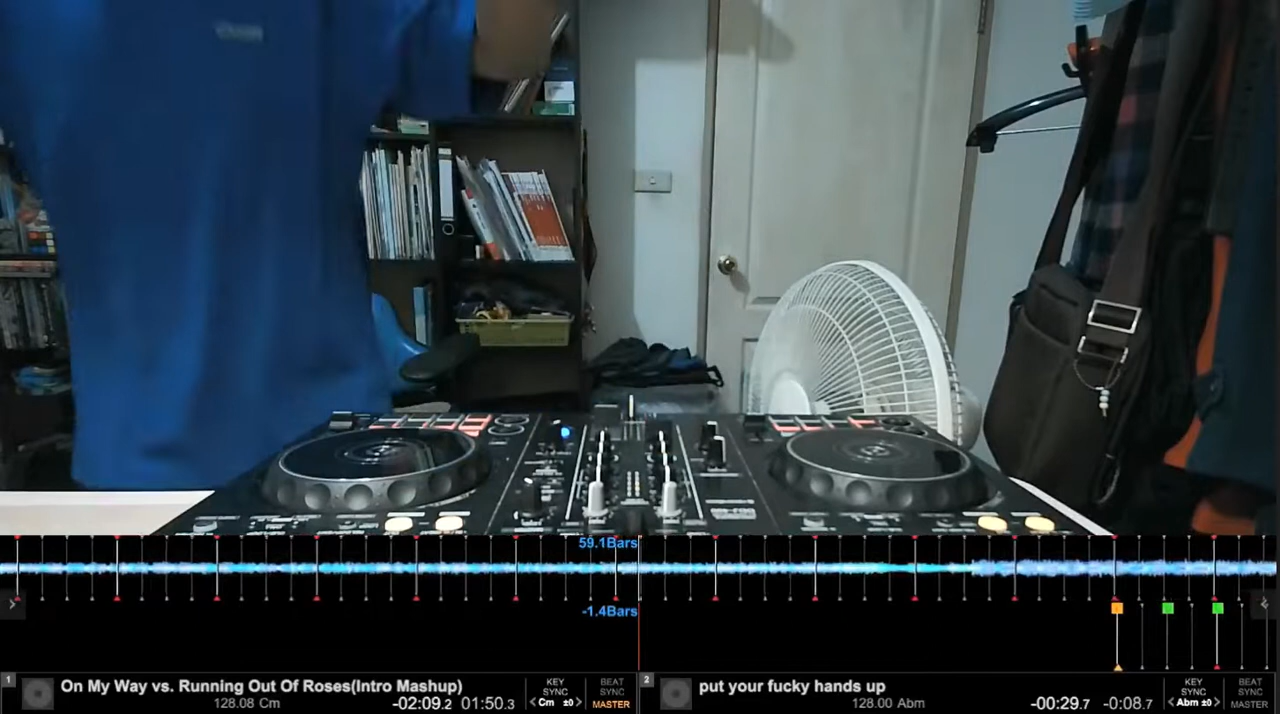 59.1Bars
-1.4Bars
1
On My Way vs. Running Out Of Roses(Intro Mashup)
128.08 Cm
-02:09.2 01:50.3
KEY
SYNC
< Cm ±0 >
BEAT
SYNC
MASTER
2
put your fucky hands up
128.00 Abm
-00:29.7 -0:08.7
KEY
SYNC
< Abm ±0 >
BEAT
SYNC
MASTER